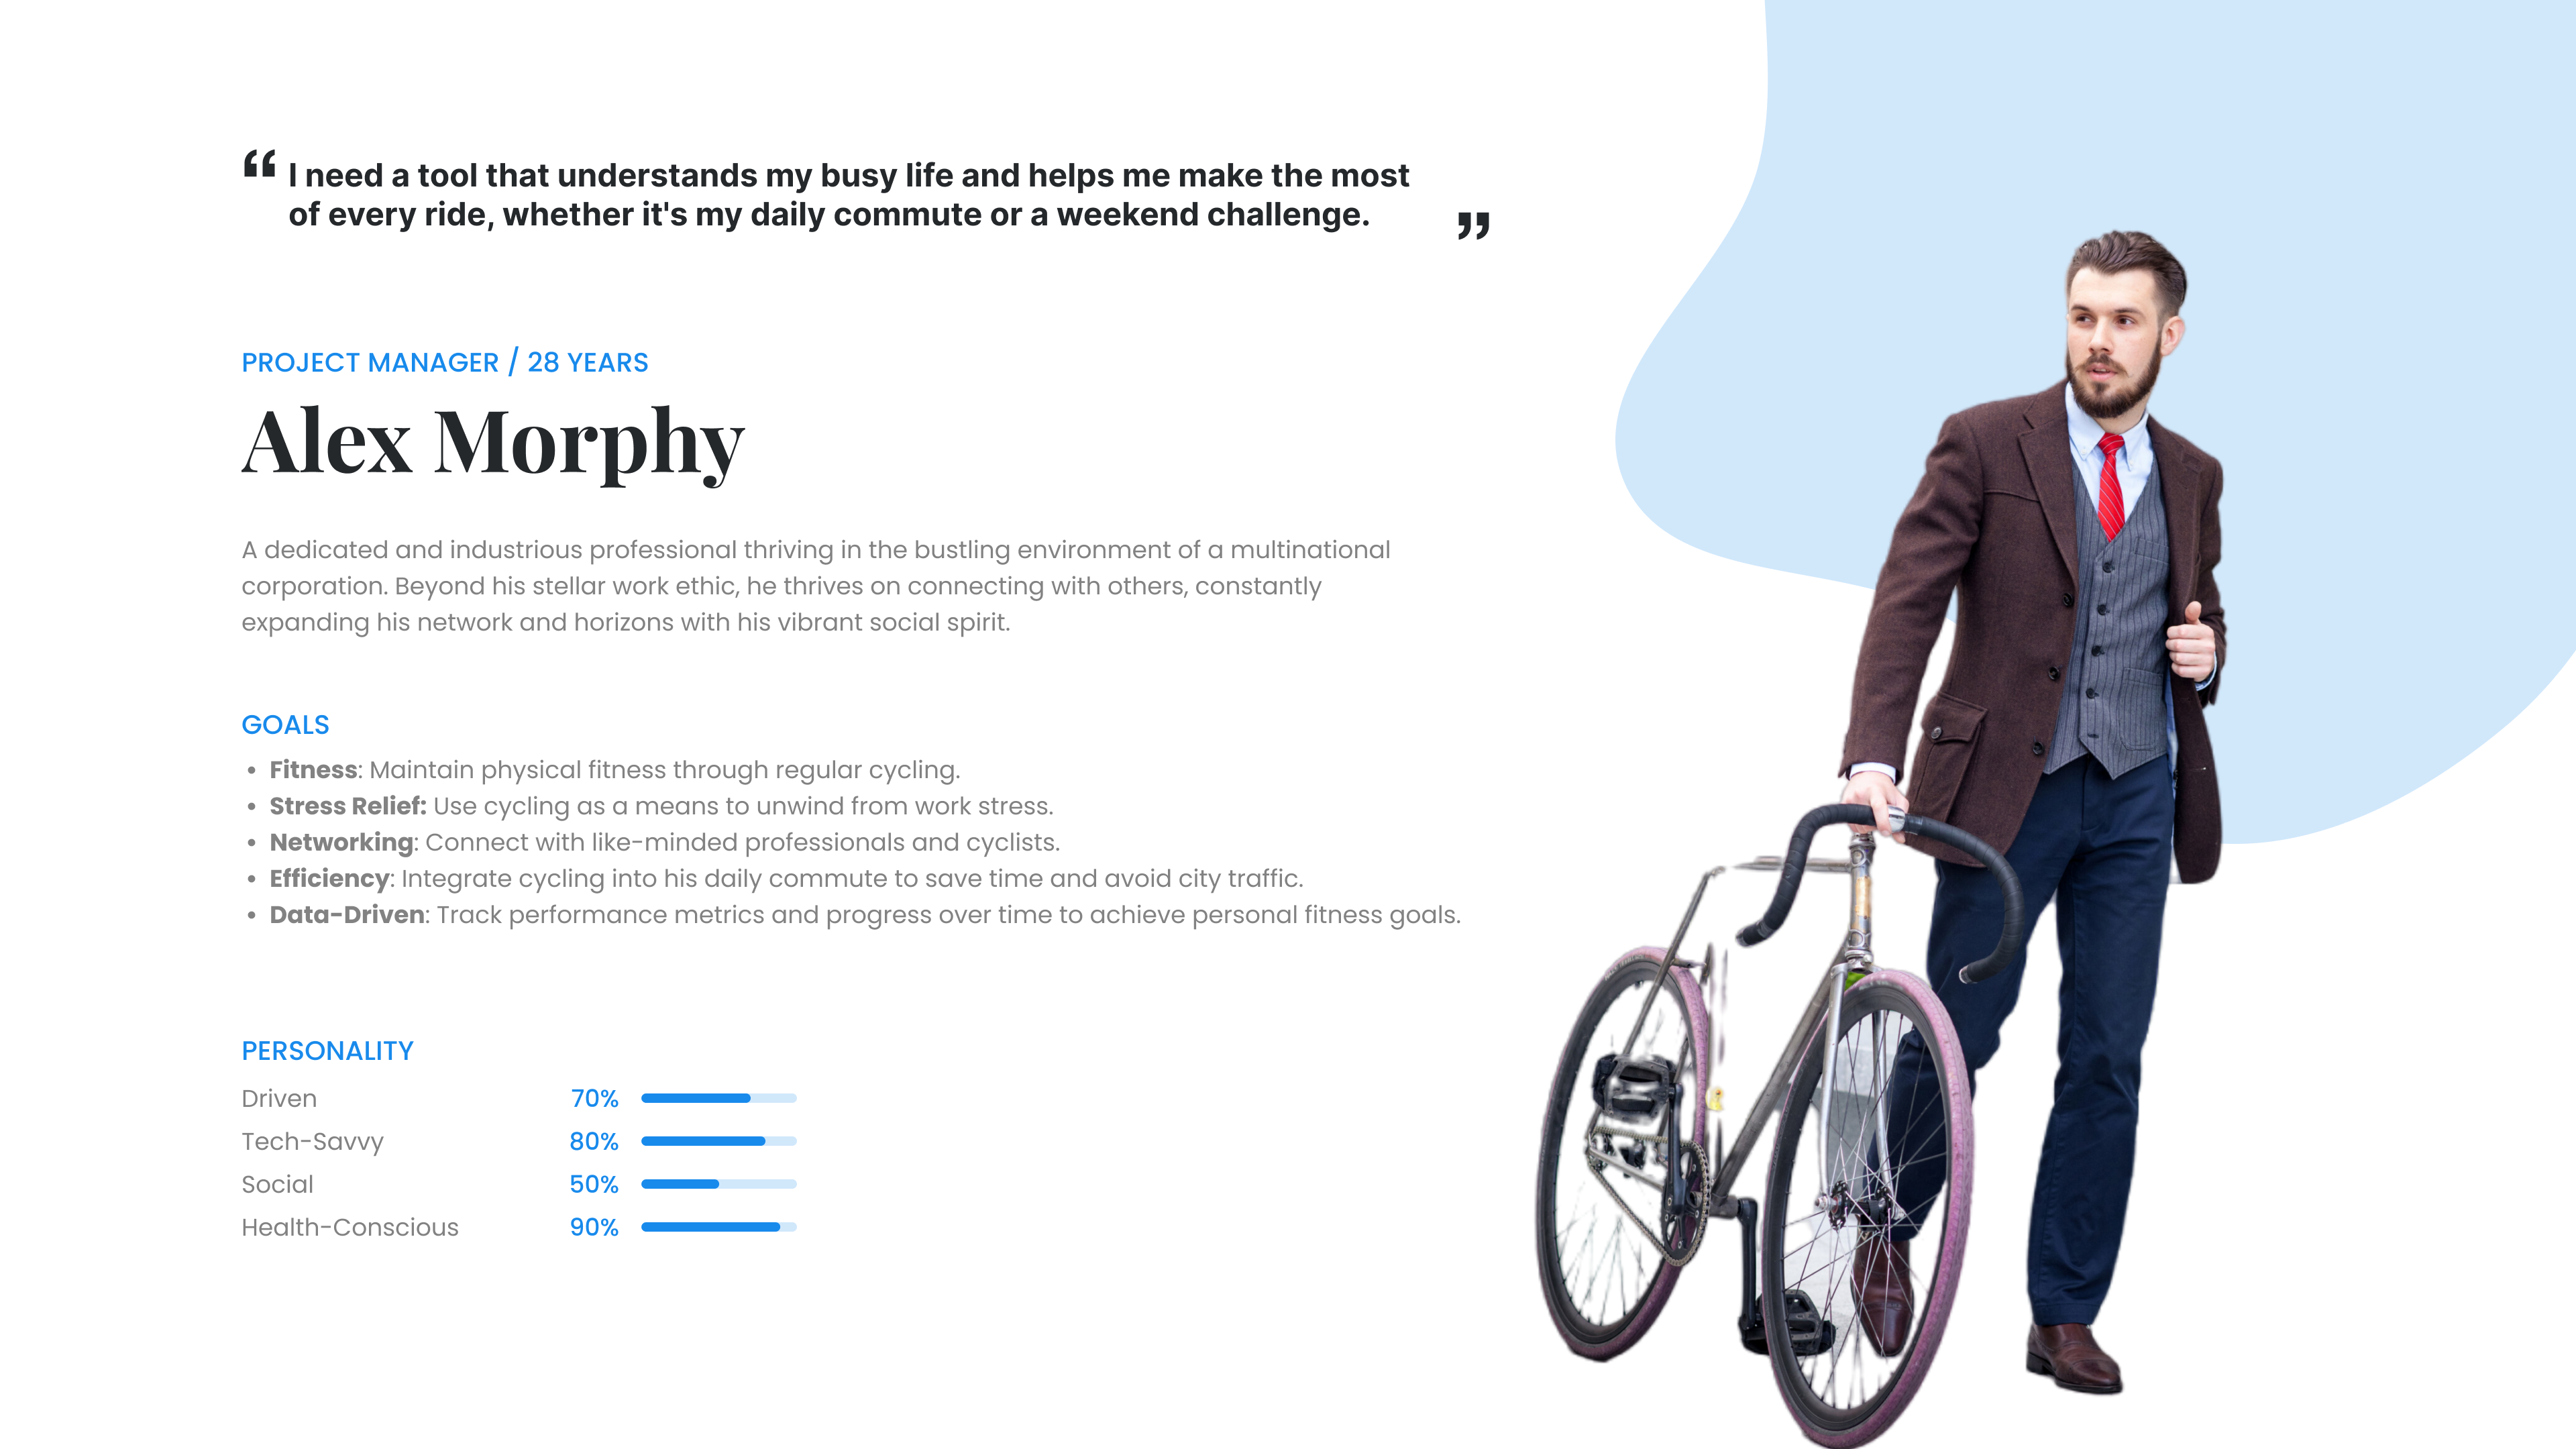 “ I need a tool that understands my busy life and helps me make the most
of every ride, whether it's my daily commute or a weekend challenge. ”
PROJECT MANAGER / 28 YEARS
Alex Morphy
A dedicated and industrious professional thriving in the bustling environment of a multinational
corporation. Beyond his stellar work ethic, he thrives on connecting with others, constantly
expanding his network and horizons with his vibrant social spirit.
GOALS
• Fitness: Maintain physical fitness through regular cycling.
• Stress Relief: Use cycling as a means to unwind from work stress.
• Networking: Connect with like-minded professionals and cyclists.
• Efficiency: Integrate cycling into his daily commute to save time and avoid city traffic.
• Data-Driven: Track performance metrics and progress over time to achieve personal fitness goals.
PERSONALITY
Driven 70%
Tech-Savvy 80%
Social 50%
Health-Conscious 90%